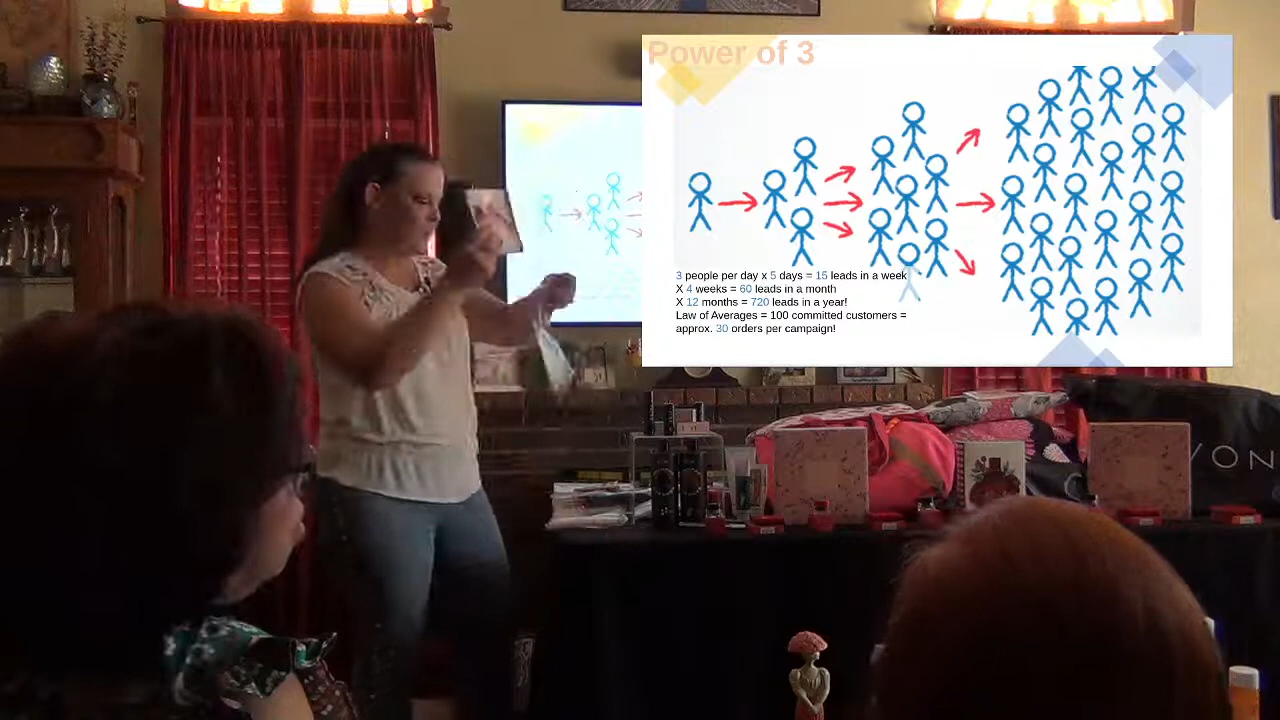 Power of 3
3 people per day x 5 days = 15 leads in a week
X 4 weeks = 60 leads in a month
X 12 months = 720 leads in a year!
Law of Averages = 100 committed customers =
approx. 30 orders per campaign!
VON